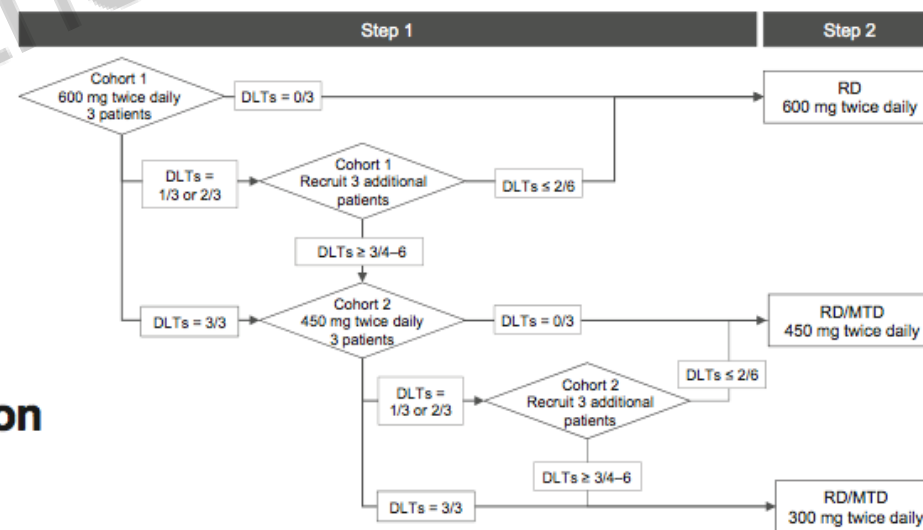 Step 1
Step 2
Cohort 1
600 mg twice daily
3 patients
DLTs = 0/3
RD
600 mg twice daily
DLTs =
1/3 or 2/3
Cohort 1
Recruit 3 additional
patients
DLTs ≤ 2/6
DLTs ≥ 3/4–6
DLTs = 3/3
Cohort 2
450 mg twice daily
3 patients
DLTs = 0/3
RD/MTD
450 mg twice daily
DLTs ≤ 2/6
DLTs =
1/3 or 2/3
Cohort 2
Recruit 3 additional
patients
on
DLTs ≥ 3/4–6
DLTs = 3/3
RD/MTD
300 mg twice daily